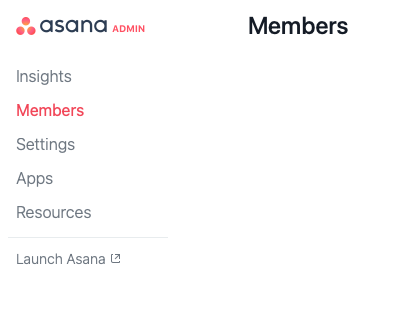 asana ADMIN
Members
Insights
Members
Settings
Apps
Resources
Launch Asana